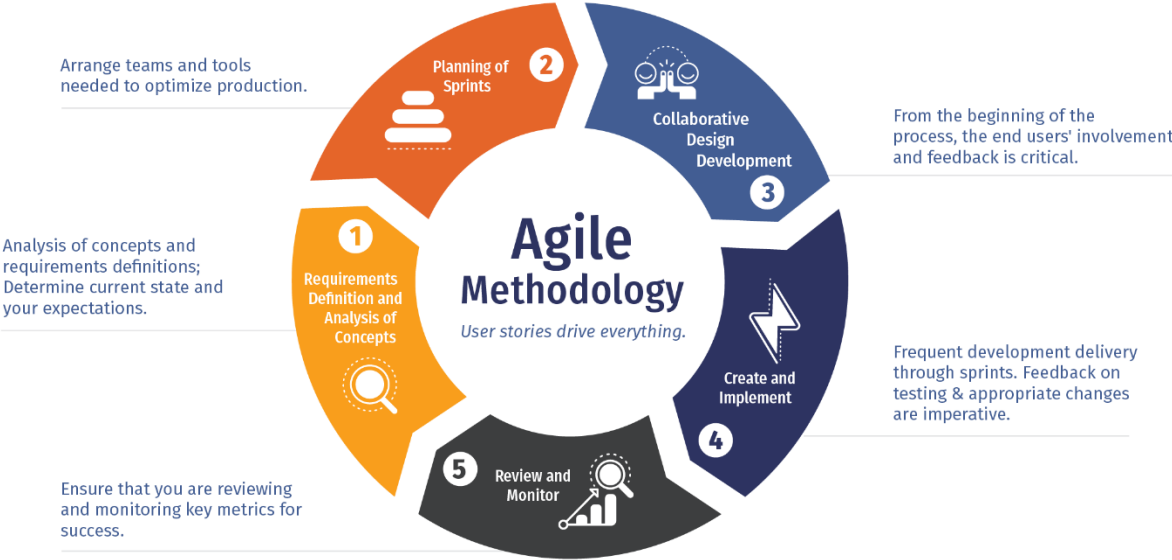 Arrange teams and tools
needed to optimize production.
Planning of
Sprints
2
Collaborative
Design
Development
3
From the beginning of the
process, the end users' involvement
and feedback is critical.
1
Requirements
Definition and
Analysis of
Concepts
Analysis of concepts and
requirements definitions;
Determine current state and
your expectations.
Agile
Methodology
User stories drive everything.
Create and
Implement
4
Frequent development delivery
through sprints. Feedback on
testing & appropriate changes
are imperative.
5
Review and
Monitor
Ensure that you are reviewing
and monitoring key metrics for
success.